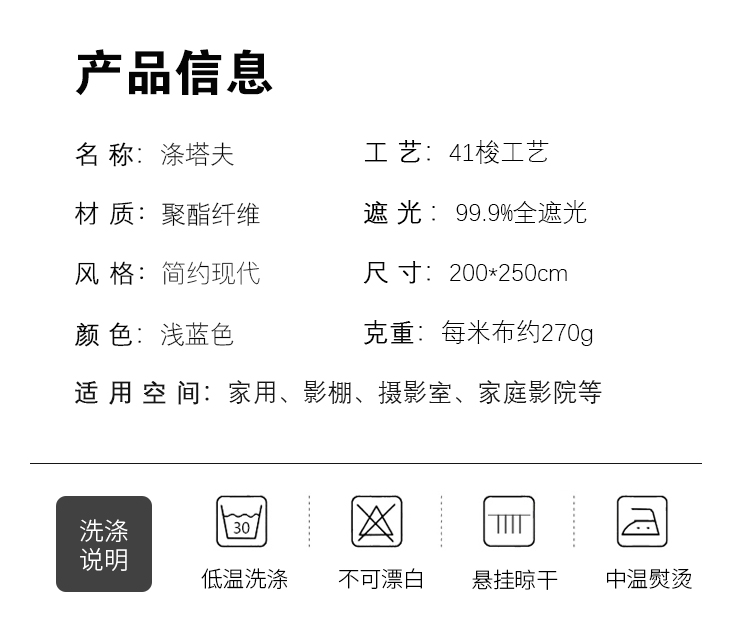 产品信息
名 称： 涤塔夫
工 艺： 41梭工艺
材 质： 聚酯纤维
遮 光： 99.9%全遮光
风 格： 简约现代
尺 寸： 200*250cm
颜 色： 浅蓝色
克重： 每米布约270g
适 用 空 间： 家用、影棚、摄影室、家庭影院等
洗涤
说明
30
低温洗涤
不可漂白
悬挂晾干
中温熨烫